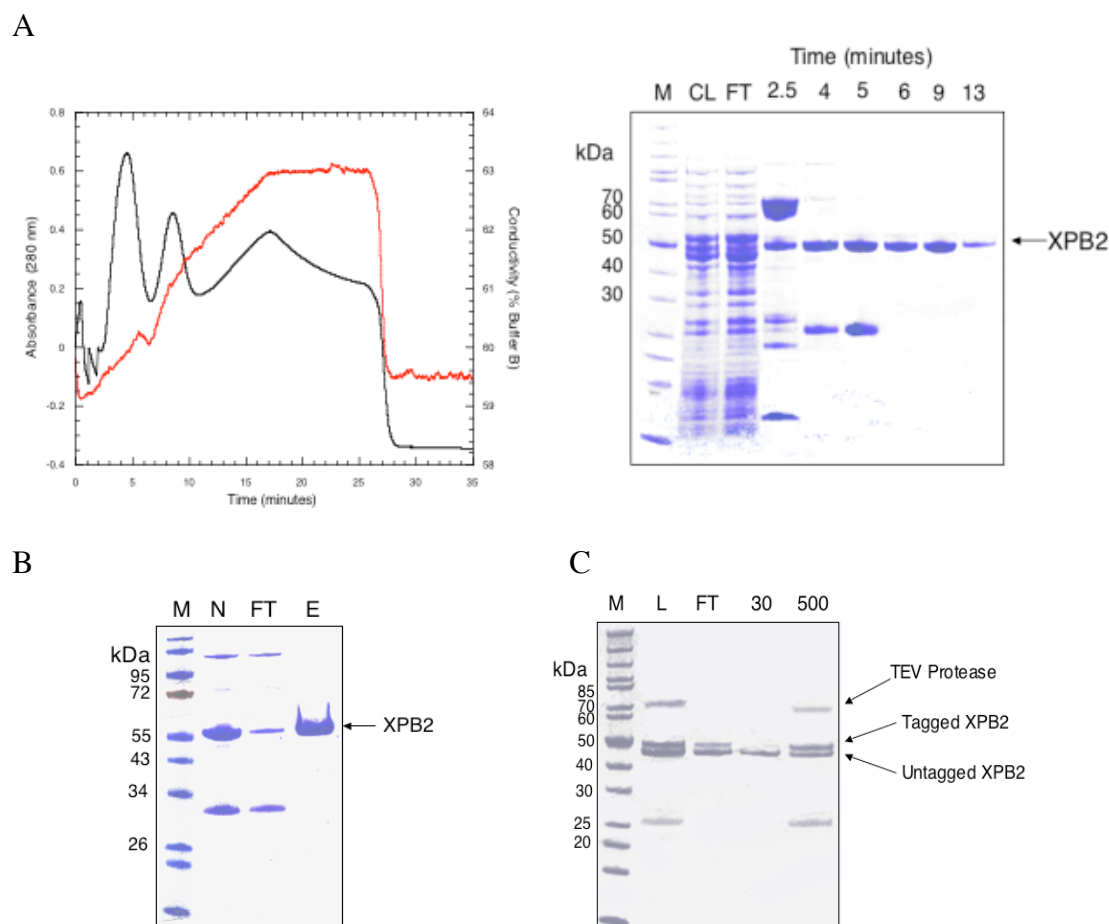 A
0.8
0.6
0.4
0.2
0
-0.2
-0.4
Absorbance (280 nm)
64
63
62
61
60
59
58
Conductivity (% Buffer B)
0 5 10 15 20 25 30 35
Time (minutes)
Time (minutes)
M CL FT 2.5 4 5 6 9 13
kDa
70
60
50
40
30
XPB2
B
M N FT E
kDa
95
72
55
43
34
26
XPB2
C
M L FT 30 500
kDa
85
70
60
50
40
30
25
20
TEV Protease
Tagged XPB2
Untagged XPB2